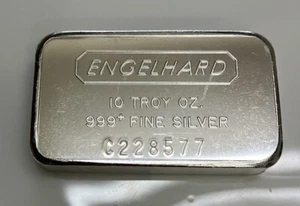 ENGELHARD
10 TROY OZ.
999+ FINE SILVER
C228577